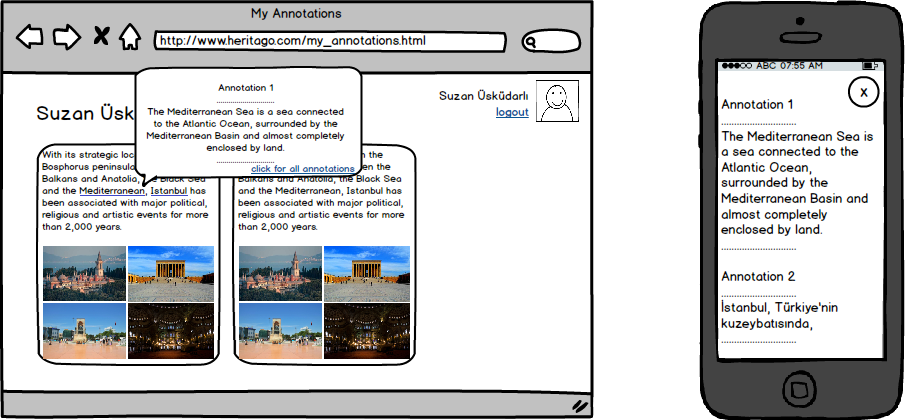 My Annotations
http://www.heritago.com/my_annotations.html
Suzan Üsküdarlı
logout
Suzan Üsk
Annotation 1
The Mediterranean Sea is a sea connected
to the Atlantic Ocean, surrounded by the
Mediterranean Basin and almost completely
enclosed by land.
click for all annotations
With its strategic loc
Bosphorus peninsula
Balkans and Anatolia, the Black Sea
and the Mediterranean, Istanbul has
been associated with major political,
religious and artistic events for more
than 2,000 years.
n the
en the
Balkans and Anatolia, the Black Sea
and the Mediterranean, Istanbul has
been associated with major political,
religious and artistic events for more
than 2,000 years.
ABC 07:55 AM
x
Annotation 1
The Mediterranean Sea is
a sea connected to the
Atlantic Ocean,
surrounded by the
Mediterranean Basin and
almost completely
enclosed by land.
Annotation 2
İstanbul, Türkiye'nin
kuzeybatısında,